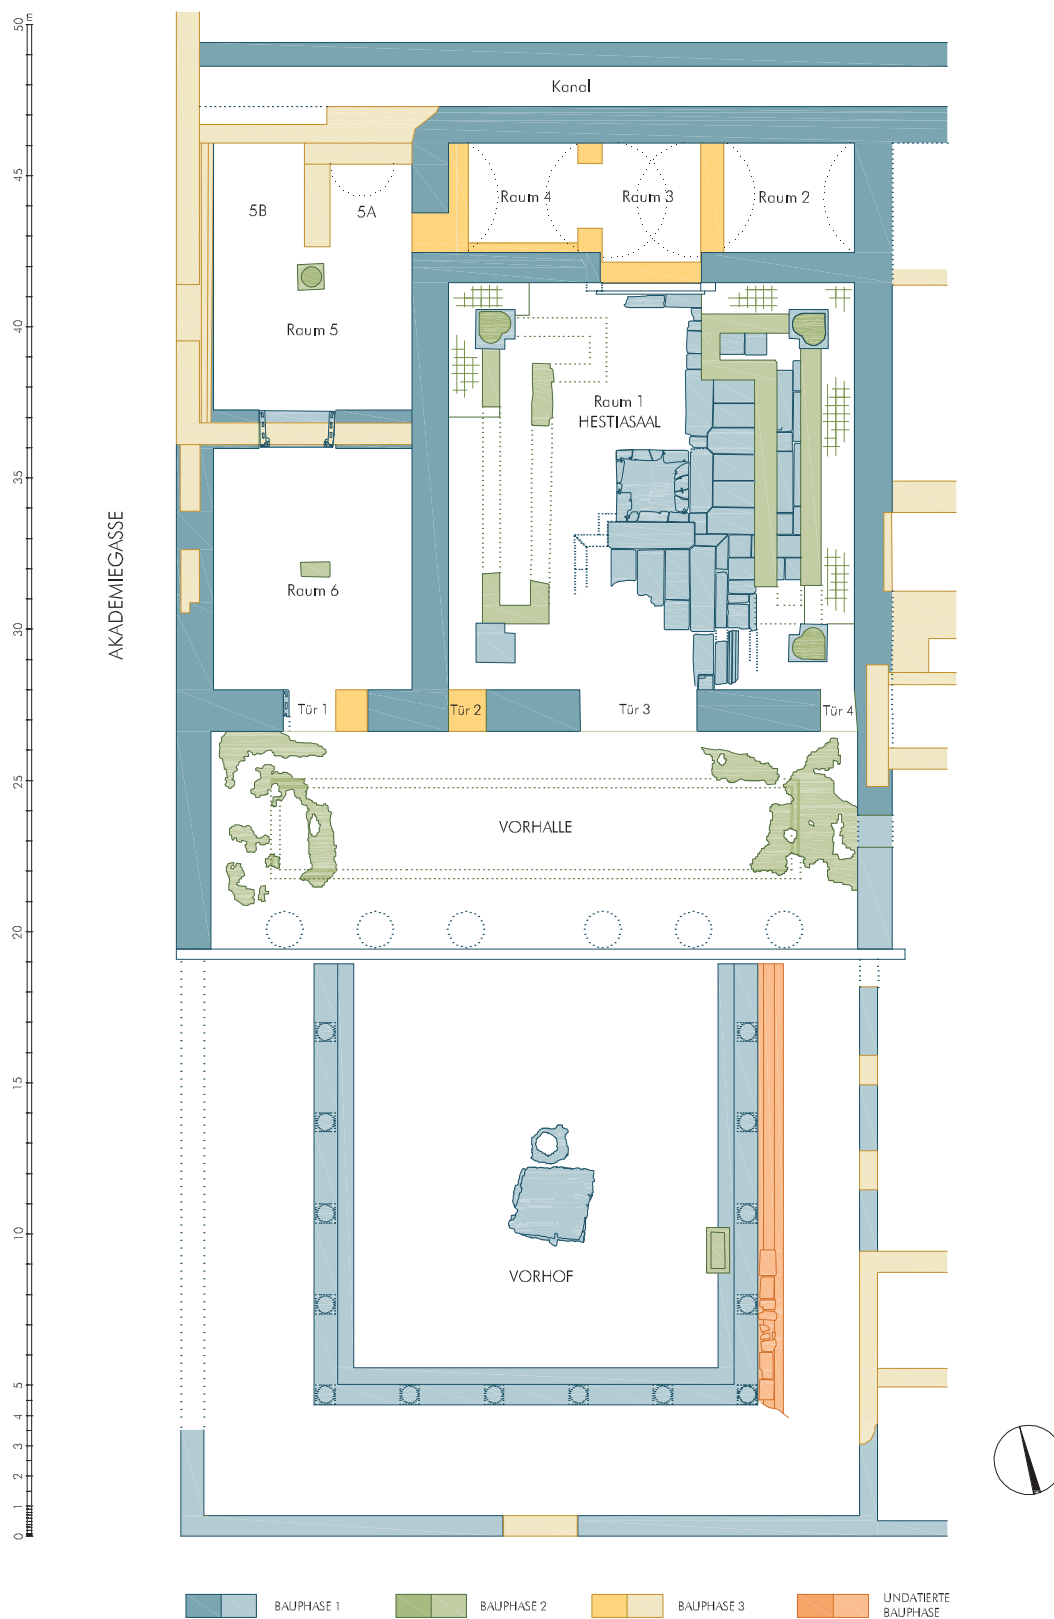 50 m
Kanal
45
Raum 4
Raum 3
Raum 2
5B
5A
40
Raum 5
Raum 1
HESTIASAAL
35
AKADEMIEGASSE
Raum 6
30
Tür 1
Tür 2
Tür 3
Tür 4
25
VORHALLE
20
15
10
VORHOF
5
4
3
2
1
0
BAUPHASE 1
BAUPHASE 2
BAUPHASE 3
UNDATIERTE
BAUPHASE